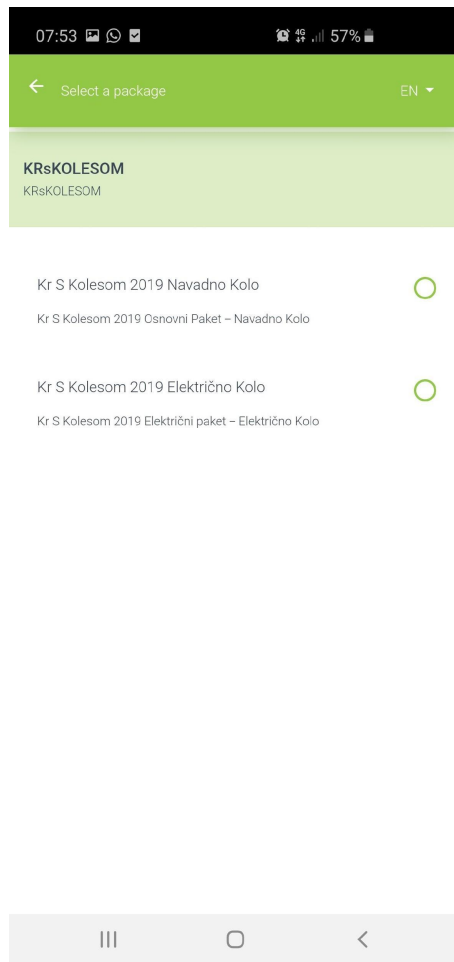 07:53 4G 57%
Select a package EN
KRsKOLESOM
KRsKOLESOM
Kr S Kolesom 2019 Navadno Kolo
Kr S Kolesom 2019 Osnovni Paket – Navadno Kolo
Kr S Kolesom 2019 Električno Kolo
Kr S Kolesom 2019 Električni paket – Električno Kolo